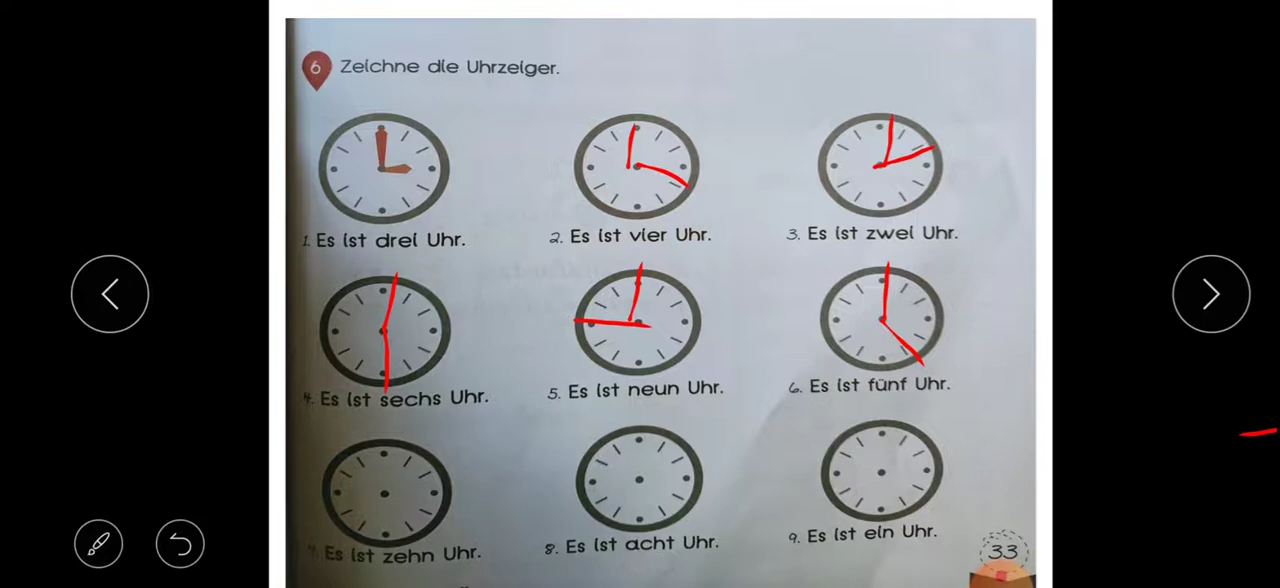 6 Zeichne die Uhrzeiger.
1. Es ist drei Uhr.
2. Es ist vier Uhr.
3. Es ist zwei Uhr.
4. Es ist sechs Uhr.
5. Es ist neun Uhr.
6. Es ist fünf Uhr.
7. Es ist zehn Uhr.
8. Es ist acht Uhr.
9. Es ist ein Uhr.
33